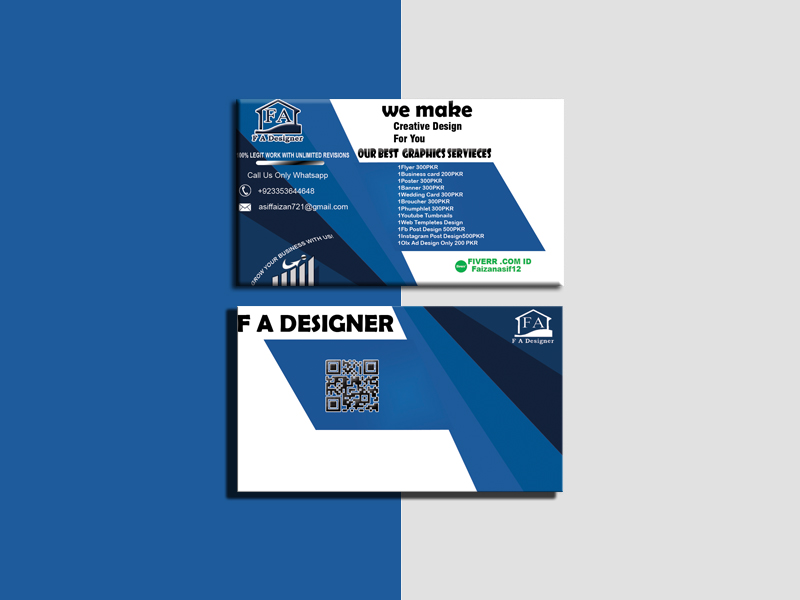 FA
F A Designer
100% LEGIT WORK WITH UNLIMITED REVISIONS
Call Us Only Whatsapp
+923353644648
asiffaizan721@gmail.com
GROW YOUR BUSINESS WITH US!
we make
Creative Design
For You
OUR BEST GRAPHICS SERVIECES
1Flyer 300PKR
1Business card 200PKR
1Poster 300PKR
1Banner 300PKR
1Wedding Card 300PKR
1Broucher 300PKR
1Phumphlet 300PKR
1Youtube Tumbnails
1Web Templetes Design
1Fb Post Design 500PKR
1Instagram Post Design500PKR
1Olx Ad Design Only 200 PKR
FIVERR .COM ID
Faizanasif12
F A DESIGNER
FA
F A Designer